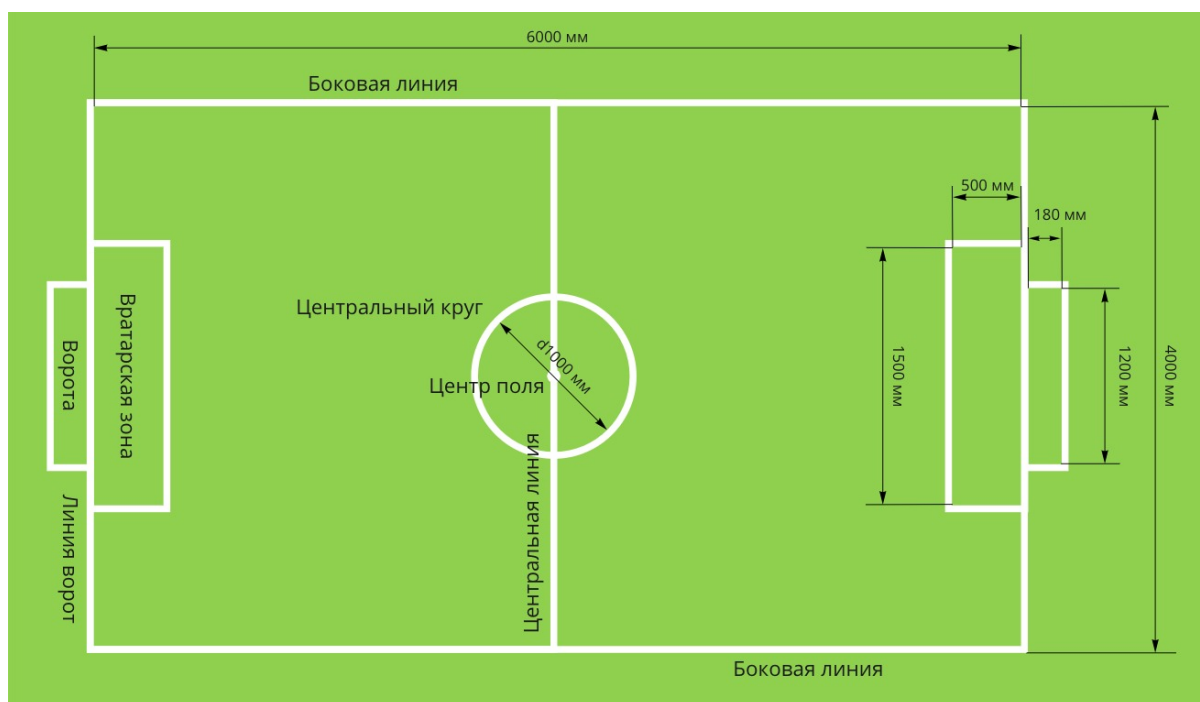 6000 мм
Боковая линия
500 мм
180 мм
Центральный круг
d1000 мм
Центр поля
Вратарская зона
Ворота
1500 мм
1200 мм
4000 мм
Центральная линия
Линия ворот
Боковая линия